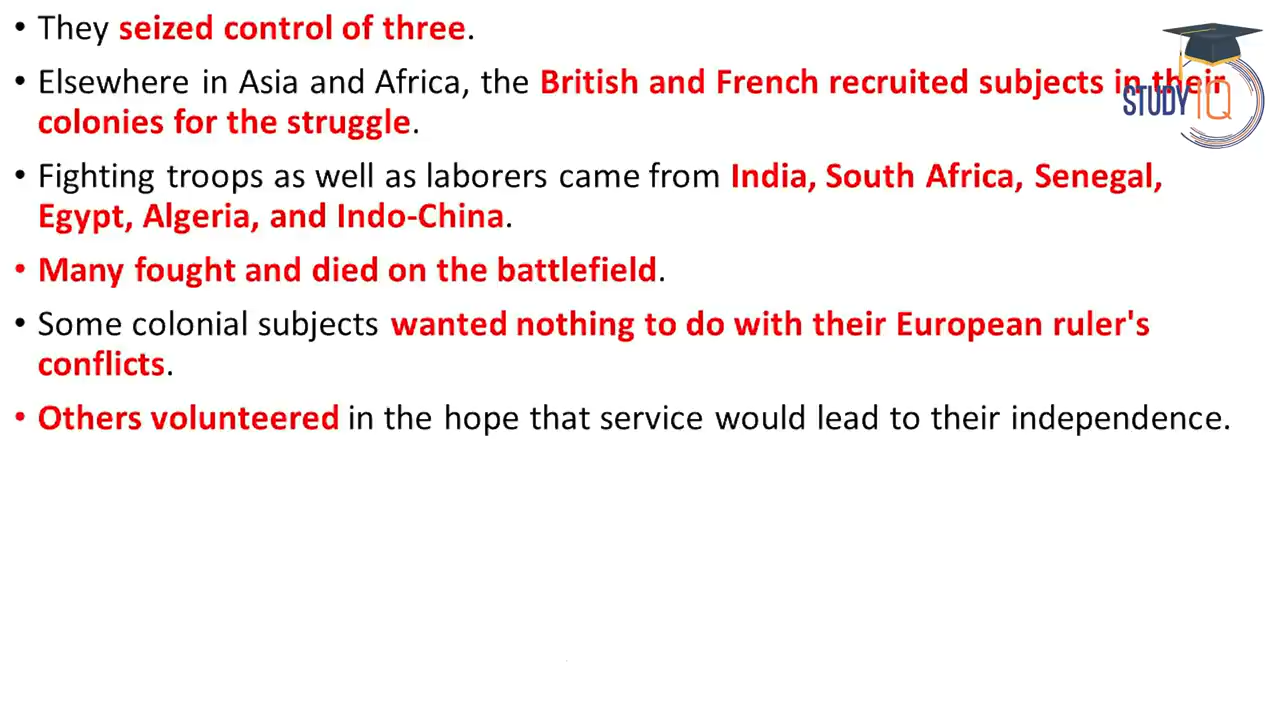 • They seized control of three.
• Elsewhere in Asia and Africa, the British and French recruited subjects in their
colonies for the struggle.
• Fighting troops as well as laborers came from India, South Africa, Senegal,
Egypt, Algeria, and Indo-China.
• Many fought and died on the battlefield.
• Some colonial subjects wanted nothing to do with their European ruler's
conflicts.
• Others volunteered in the hope that service would lead to their independence.
STUDY IQ